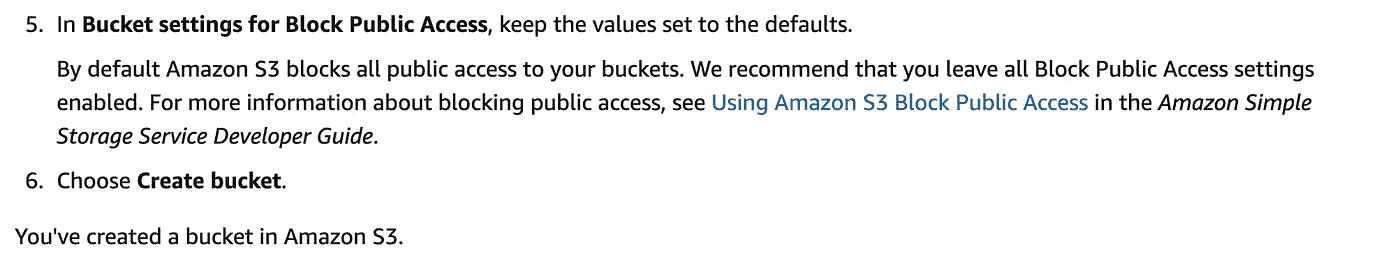 5. In Bucket settings for Block Public Access, keep the values set to the defaults.
By default Amazon S3 blocks all public access to your buckets. We recommend that you leave all Block Public Access settings
enabled. For more information about blocking public access, see Using Amazon S3 Block Public Access in the Amazon Simple
Storage Service Developer Guide.
6. Choose Create bucket.
You've created a bucket in Amazon S3.